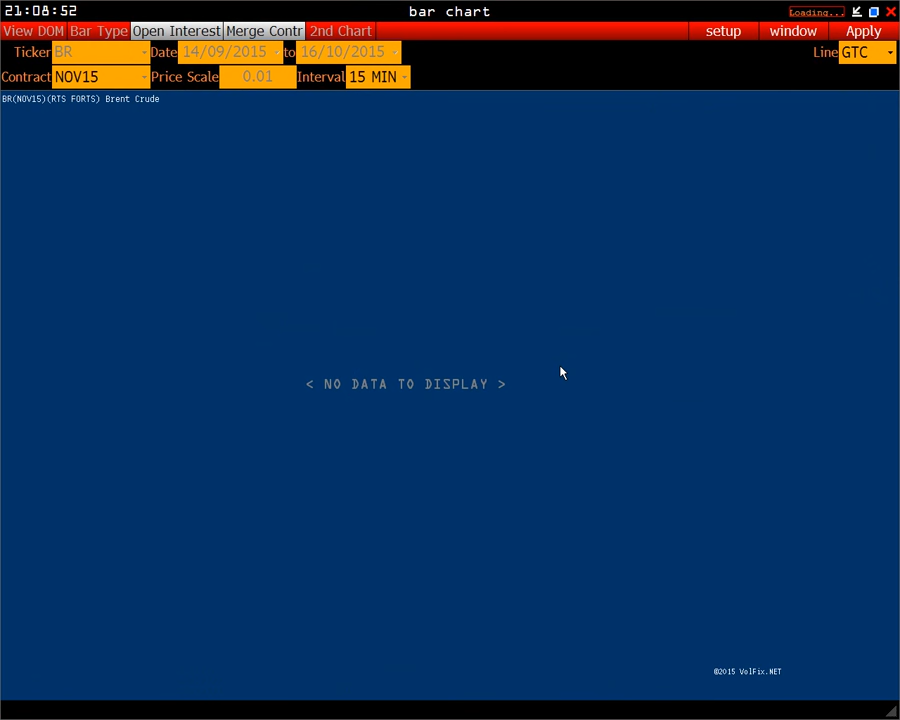 21:08:52 bar chart Loading...
View DOM Bar Type Open Interest Merge Contr 2nd Chart setup window Apply
Ticker BR Date 14/09/2015 to 16/10/2015 Line GTC
Contract NOV15 Price Scale 0.01 Interval 15 MIN
BR(NOV15)(RTS FORTS) Brent Crude
< NO DATA TO DISPLAY >
©2015 VolFix.NET